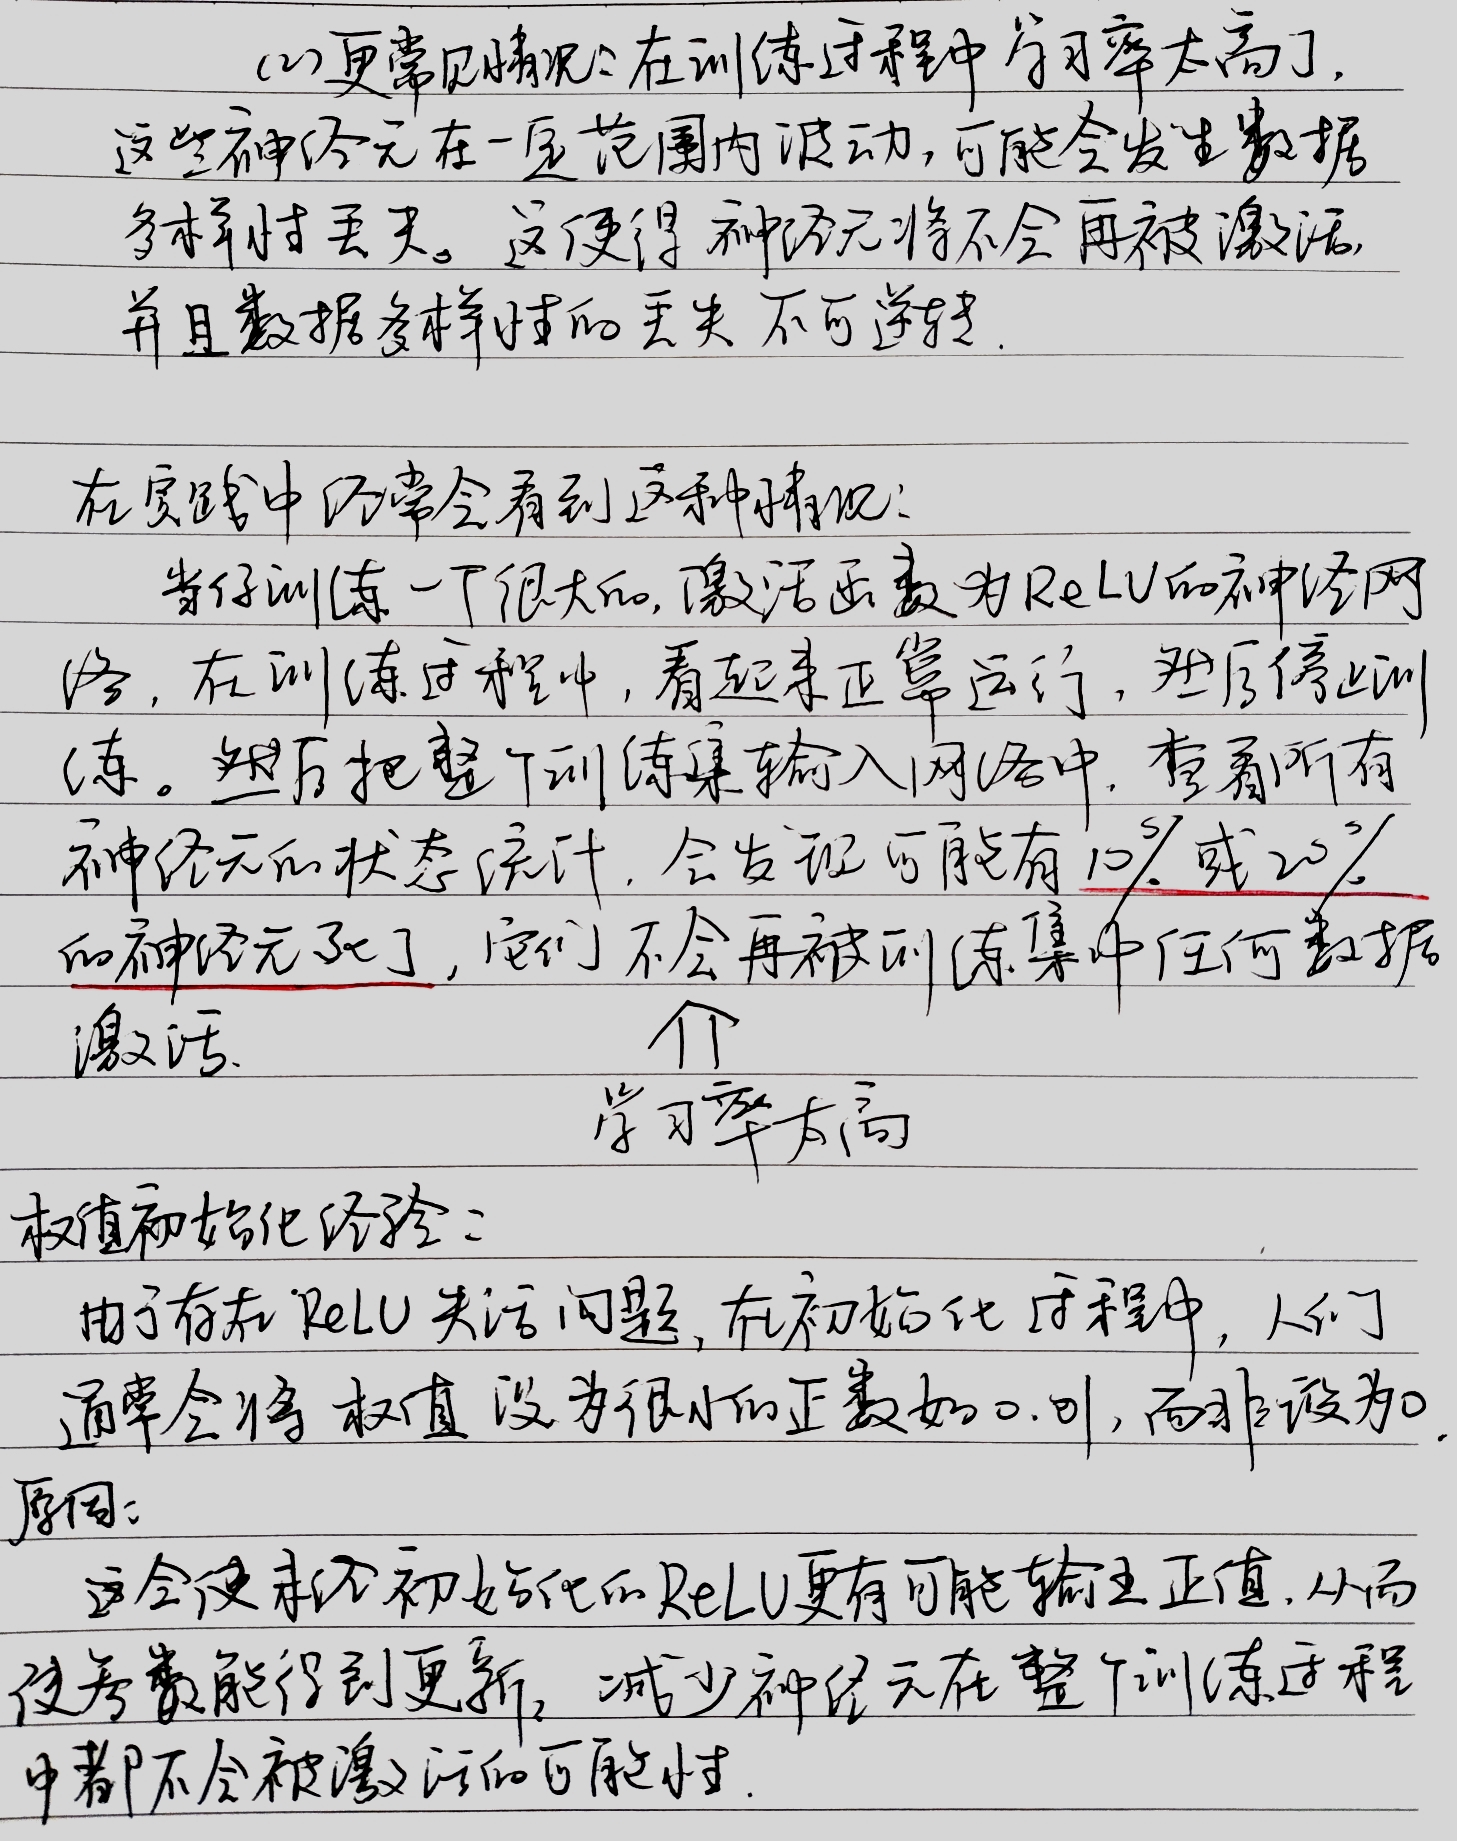 (2)更常见情况:在训练过程中学习率太高了,
这些神经元在一定范围内波动,可能会发生数据
多样性丢失。这使得神经元将不会再被激活,
并且数据多样性的丢失不可逆转.
在实践中经常会看到这种情况:
当你训练一个很大的,激活函数为ReLU的神经网
络,在训练过程中,看起来正常运行,然后停止训
练。然后把整个训练集输入网络中,查看所有
神经元的状态统计,会发现可能有10%或20%
的神经元死了,它们不会再被训练集中任何数据
激活.
⇑
学习率太高
权值初始化经验:
由于存在ReLU失活问题,在初始化过程中,人们
通常会将权值设为很小的正数如0.01,而非设为0.
原因:
这会使未经初始化的ReLU更有可能输出正值,从而
使参数能得到更新,减少神经元在整个训练过程
中都不会被激活的可能性.